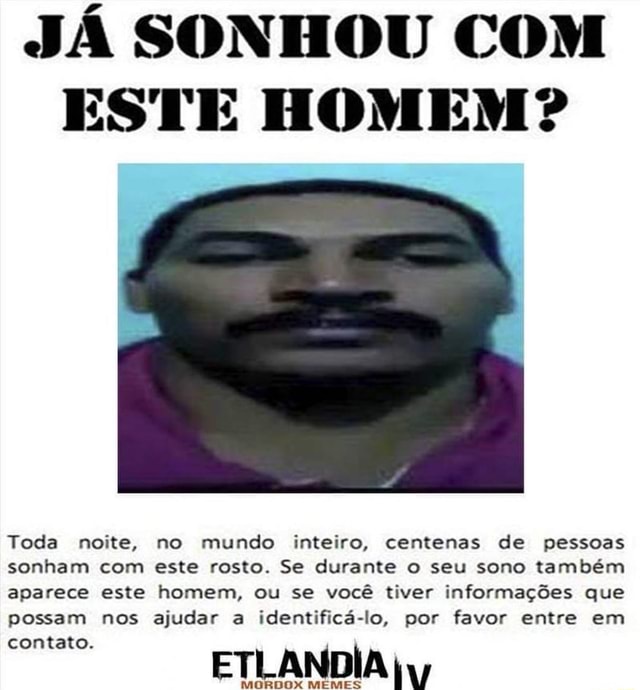 JÁ SONHOU COM
ESTE HOMEM?
Toda noite, no mundo inteiro, centenas de pessoas
sonham com este rosto. Se durante o seu sono também
aparece este homem, ou se você tiver informações que
possam nos ajudar a identificá-lo, por favor entre em
contato.
ETLANDIA IV
MORDOX MEMES